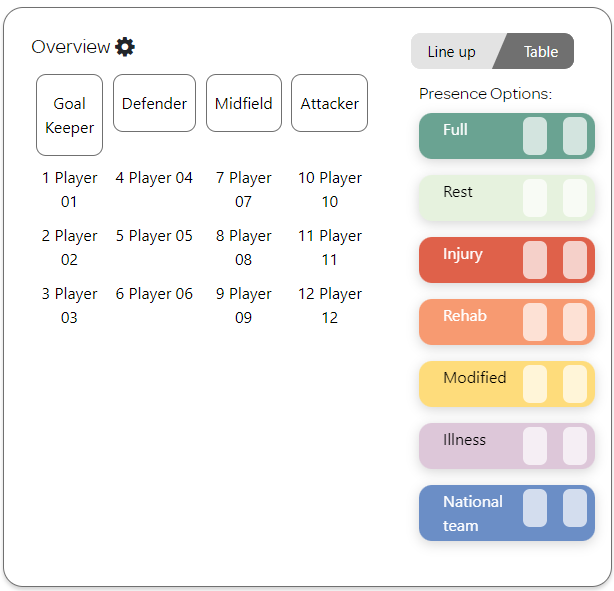 Overview
Line up
Table
Presence Options:
Goal
Keeper
Defender
Midfield
Attacker
1 Player
01
4 Player 04
7 Player
07
10 Player
10
2 Player
02
5 Player 05
8 Player
08
11 Player
11
3 Player
03
6 Player 06
9 Player
09
12 Player
12
Full
Rest
Injury
Rehab
Modified
Illness
National
team